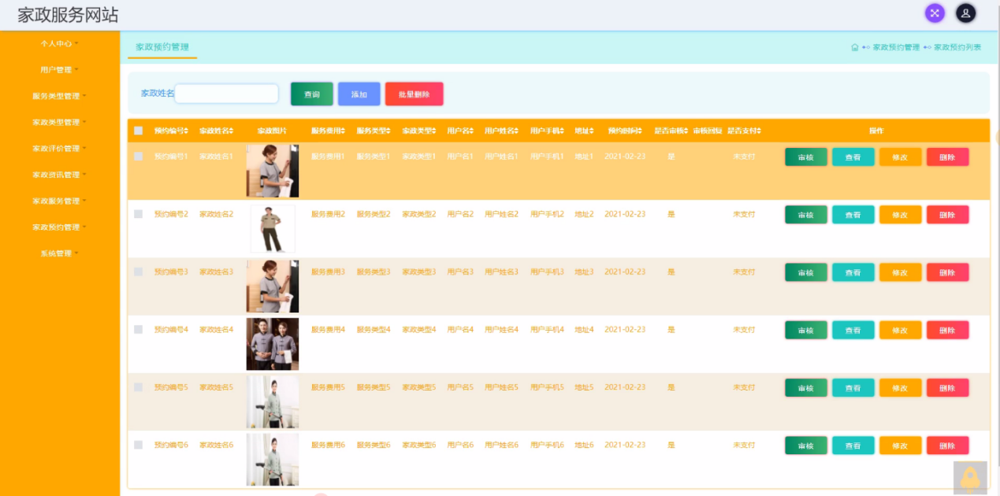 家政服务网站
个人中心
用户管理
服务类型管理
家政类型管理
家政评价管理
家政资讯管理
家政服务管理
家政预约管理
系统管理
家政预约管理
家政预约管理 家政预约列表
家政姓名 查询 添加 批量删除
预约编号 家政姓名 家政图片 服务费用 服务类型 家政类型 用户名 用户姓名 用户手机 地址 预约时间 是否审核 审核回复 是否支付 操作
预约编号1 家政姓名1 服务费用1 服务类型1 家政类型1 用户名1 用户姓名1 用户手机1 地址1 2021-02-23 是 未支付 审核 查看 修改 删除
预约编号2 家政姓名2 服务费用2 服务类型2 家政类型2 用户名2 用户姓名2 用户手机2 地址2 2021-02-23 是 未支付 审核 查看 修改 删除
预约编号3 家政姓名3 服务费用3 服务类型3 家政类型3 用户名3 用户姓名3 用户手机3 地址3 2021-02-23 是 未支付 审核 查看 修改 删除
预约编号4 家政姓名4 服务费用4 服务类型4 家政类型4 用户名4 用户姓名4 用户手机4 地址4 2021-02-23 是 未支付 审核 查看 修改 删除
预约编号5 家政姓名5 服务费用5 服务类型5 家政类型5 用户名5 用户姓名5 用户手机5 地址5 2021-02-23 是 未支付 审核 查看 修改 删除
预约编号6 家政姓名6 服务费用6 服务类型6 家政类型6 用户名6 用户姓名6 用户手机6 地址6 2021-02-23 是 未支付 审核 查看 修改 删除